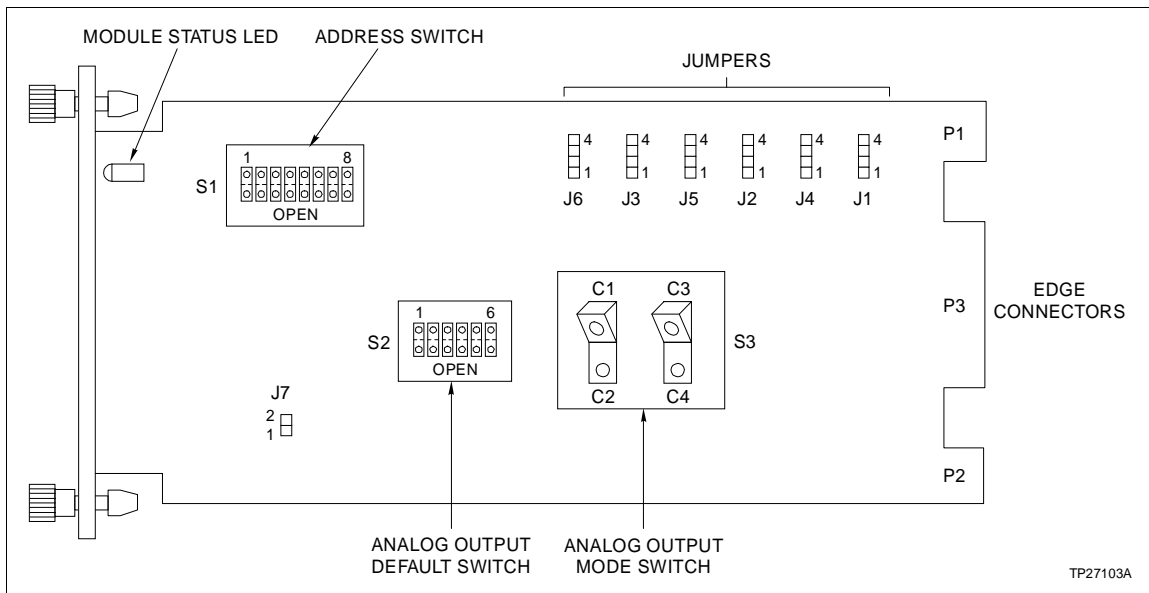 MODULE STATUS LED
ADDRESS SWITCH
JUMPERS
1 8
S1
OPEN
4 4 4 4 4 4
1 1 1 1 1 1
J6 J3 J5 J2 J4 J1
P1
P3
P2
EDGE
CONNECTORS
1 6
S2
OPEN
C1 C3
S3
C2 C4
J7
2
1
ANALOG OUTPUT
DEFAULT SWITCH
ANALOG OUTPUT
MODE SWITCH
TP27103A